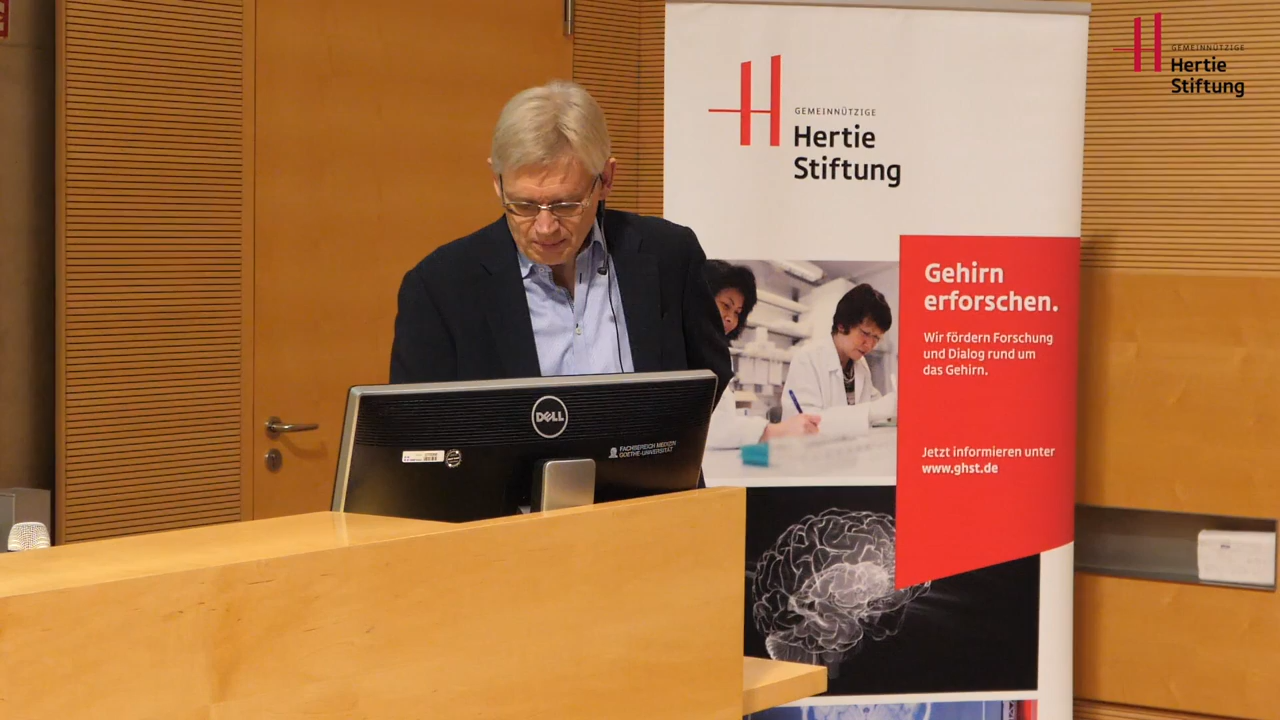 GEMEINNÜTZIGE
Hertie
Stiftung
GEMEINNÜTZIGE
Hertie
Stiftung
Gehirn
erforschen.
Wir fördern Forschung
und Dialog rund um
das Gehirn.
Jetzt informieren unter
www.ghst.de
DELL
FACHBEREICH MEDIZIN
GOETHE-UNIVERSITÄT